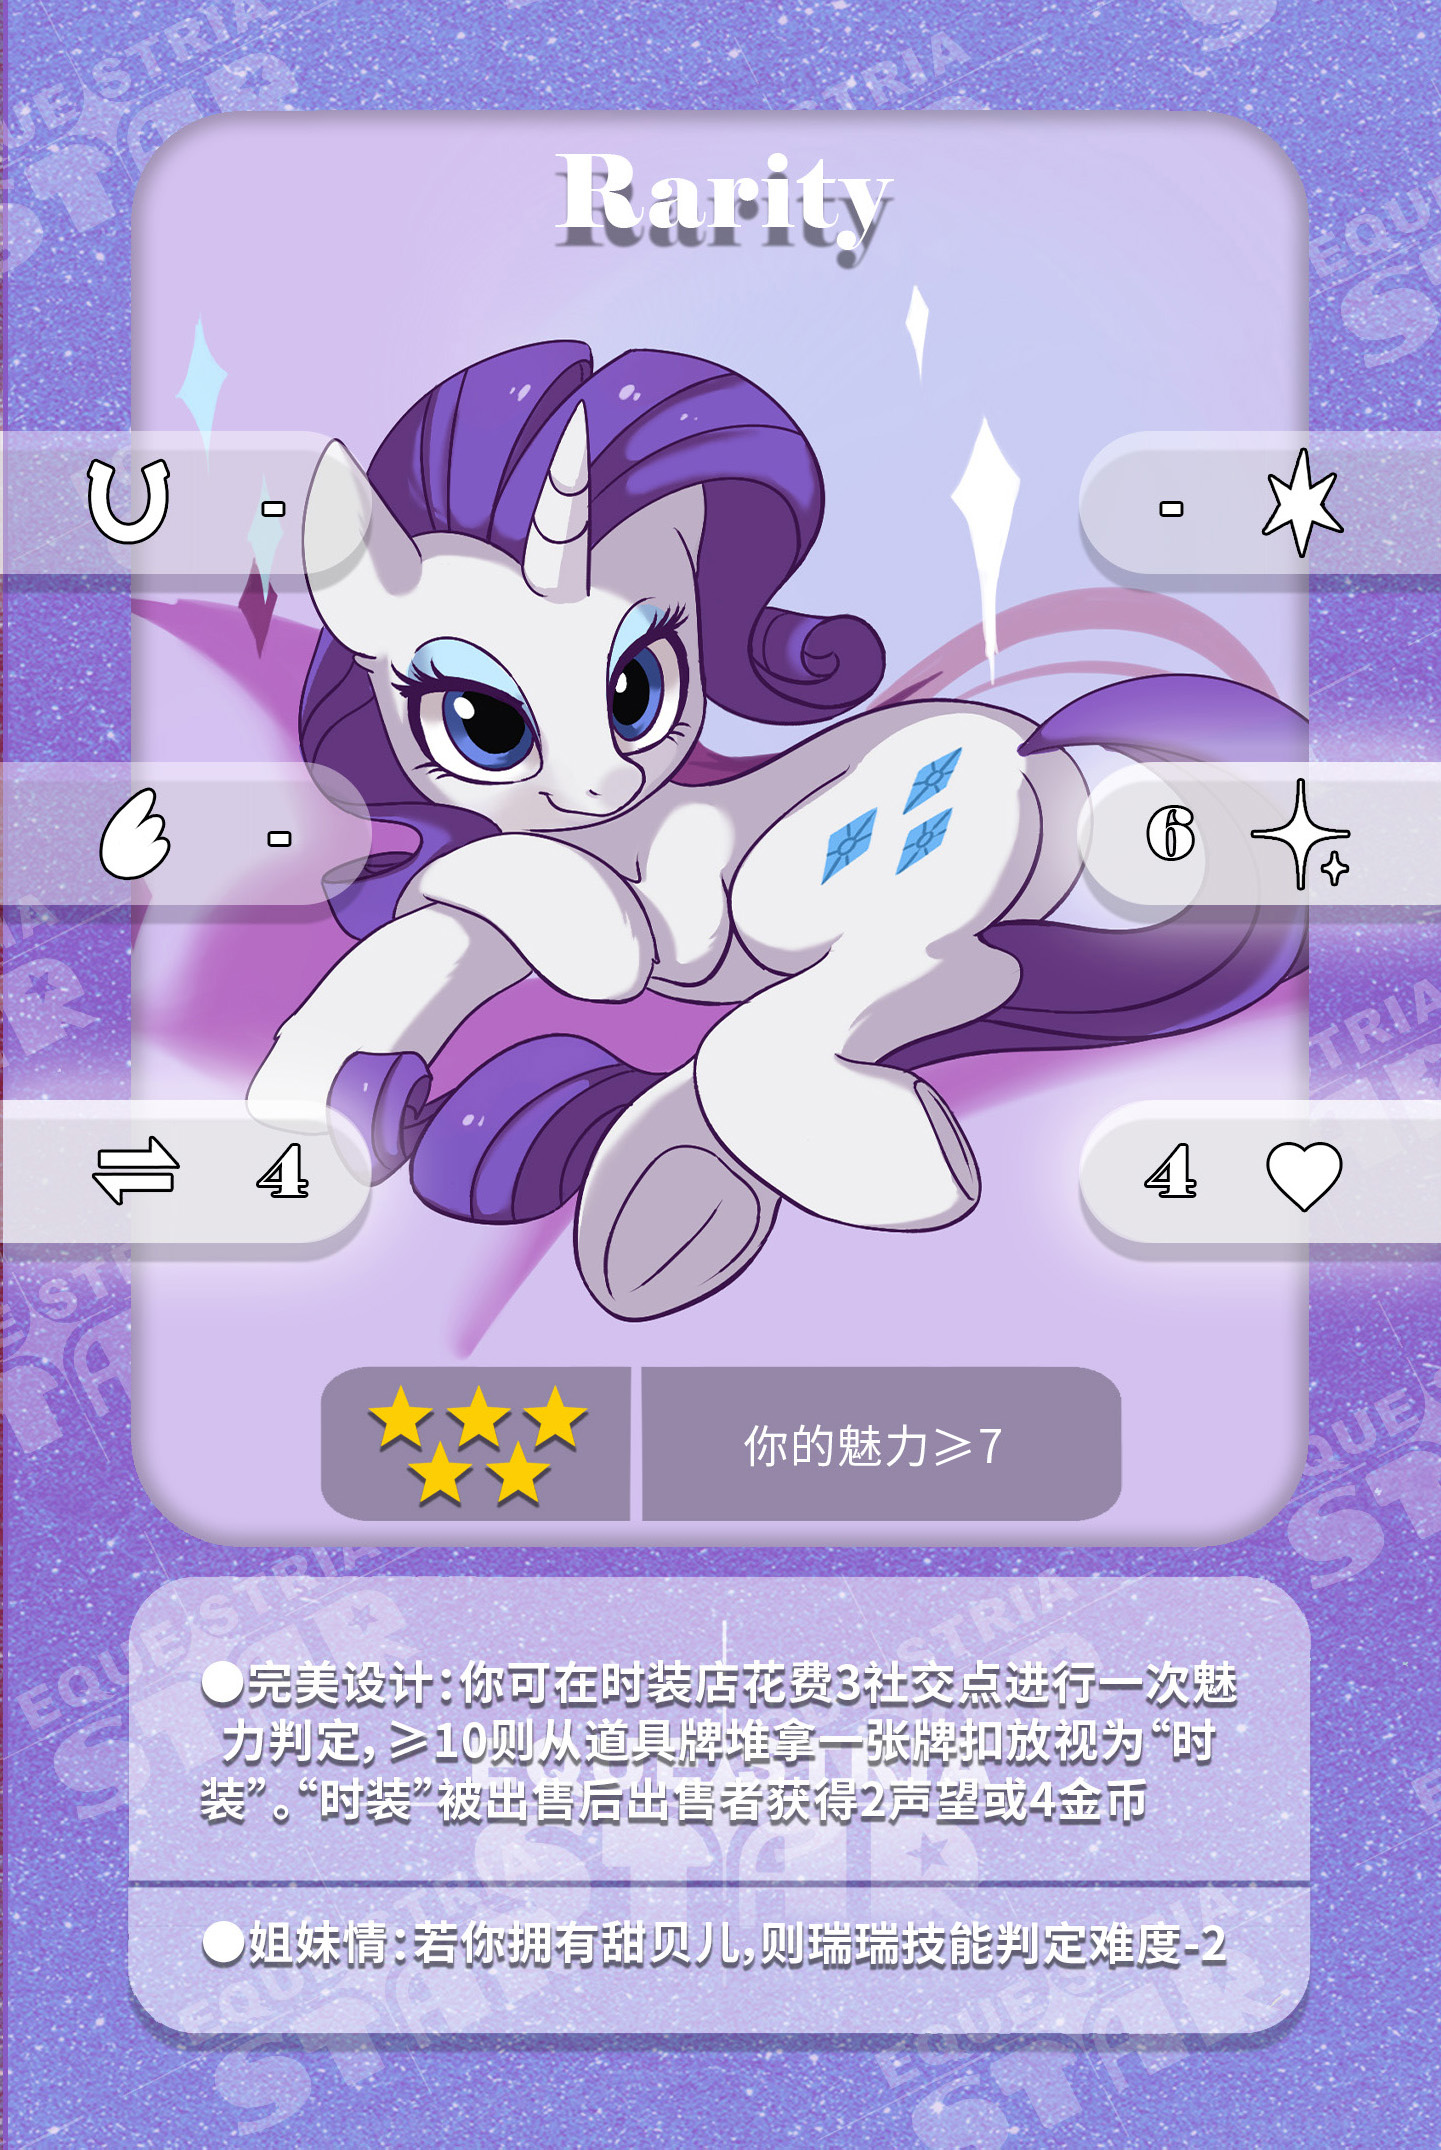 Rarity
-
-
-
6
4
4
你的魅力≥7
●完美设计:你可在时装店花费3社交点进行一次魅
力判定,≥10则从道具牌堆拿一张牌扣放视为“时
装”。“时装”被出售后出售者获得2声望或4金币
●姐妹情:若你拥有甜贝儿,则瑞瑞技能判定难度-2
EQUESTRIA
STAR